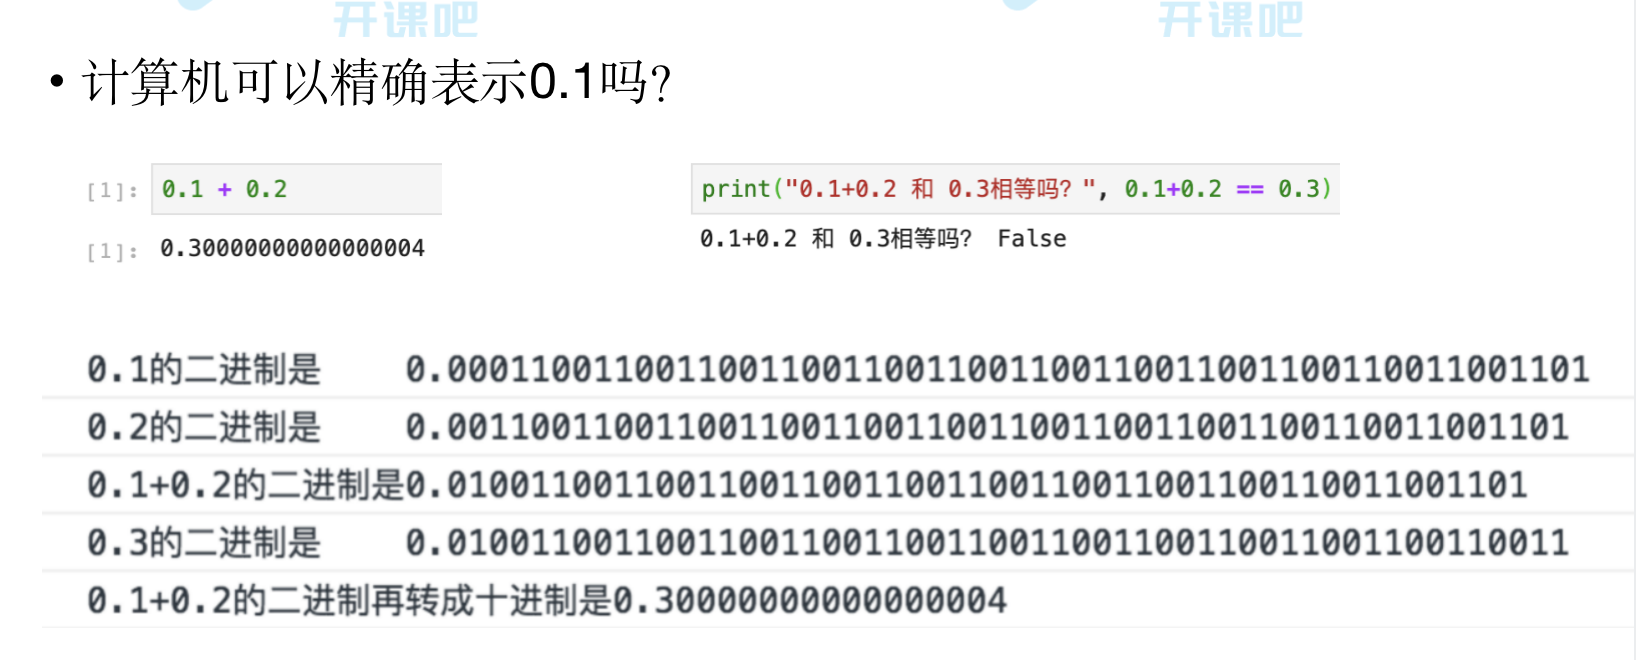 开课吧 开课吧
• 计算机可以精确表示0.1吗？
[1]: 0.1 + 0.2
[1]: 0.30000000000000004
print("0.1+0.2 和 0.3相等吗？", 0.1+0.2 == 0.3)
0.1+0.2 和 0.3相等吗？ False
0.1的二进制是 0.0001100110011001100110011001100110011001100110011001101
0.2的二进制是 0.001100110011001100110011001100110011001100110011001101
0.1+0.2的二进制是0.0100110011001100110011001100110011001100110011001101
0.3的二进制是 0.010011001100110011001100110011001100110011001100110011
0.1+0.2的二进制再转成十进制是0.30000000000000004